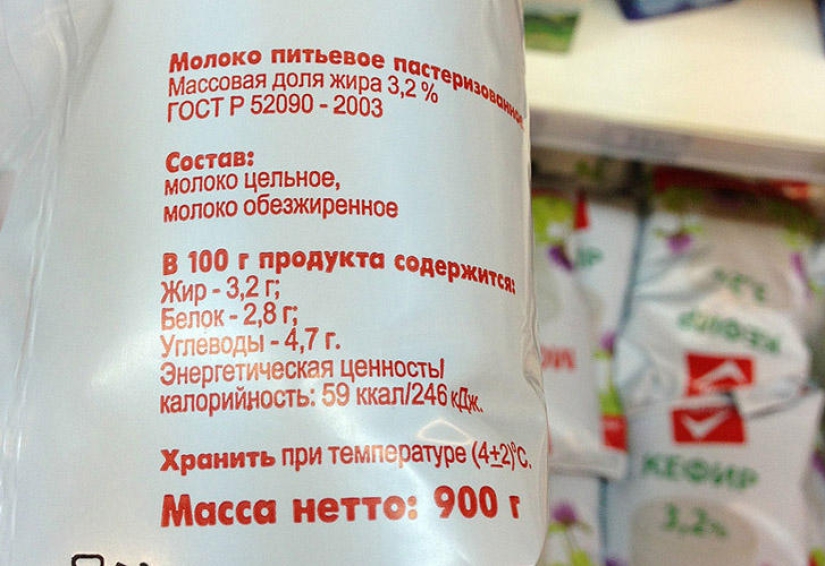 Молоко питьевое пастеризованное
Массовая доля жира 3,2 %
ГОСТ Р 52090 - 2003
Состав:
молоко цельное,
молоко обезжиренное
В 100 г продукта содержится:
Жир - 3,2 г;
Белок - 2,8 г;
Углеводы - 4,7 г.
Энергетическая ценность/
калорийность: 59 ккал/246 кДж.
Хранить при температуре (4±2)°С.
Масса нетто: 900 г
КЕФИР
КЕФИР
3,2%